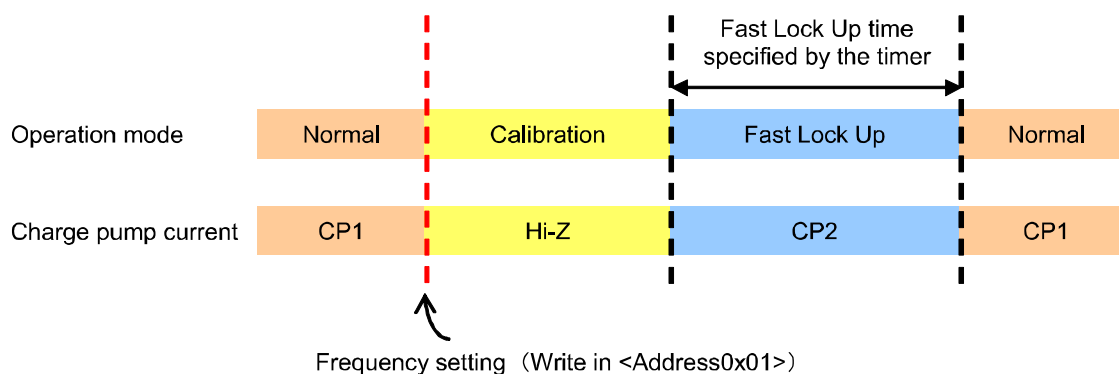 Fast Lock Up time
specified by the timer
Operation mode Normal Calibration Fast Lock Up Normal
Charge pump current CP1 Hi-Z CP2 CP1
Frequency setting（Write in <Address0x01>）